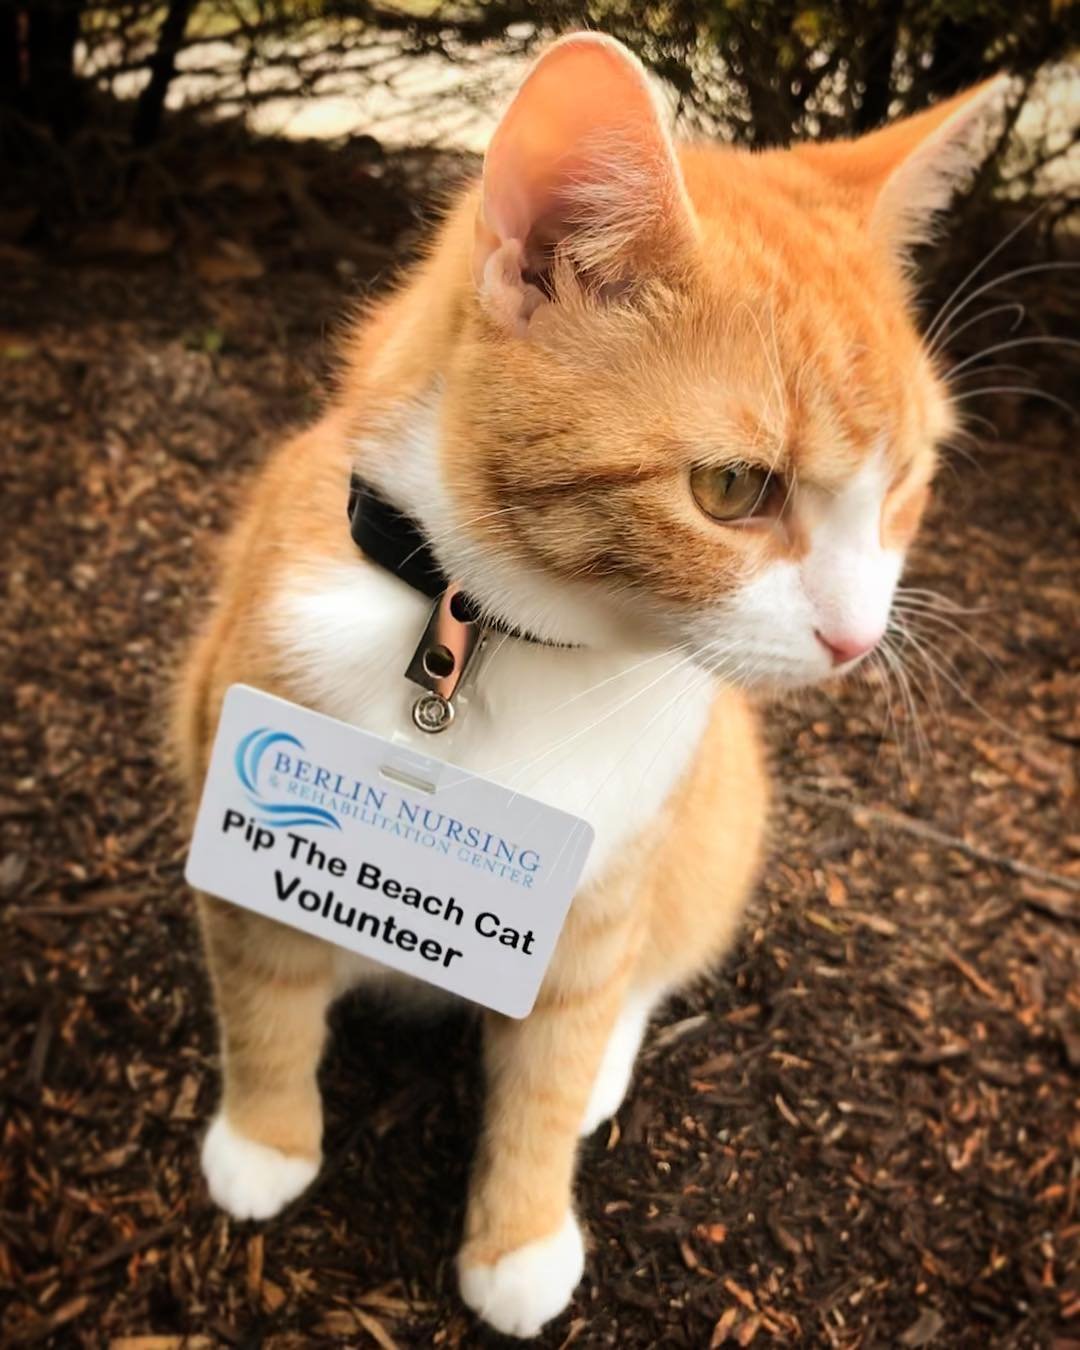 BERLIN NURSING
& REHABILITATION CENTER
Pip The Beach Cat
Volunteer